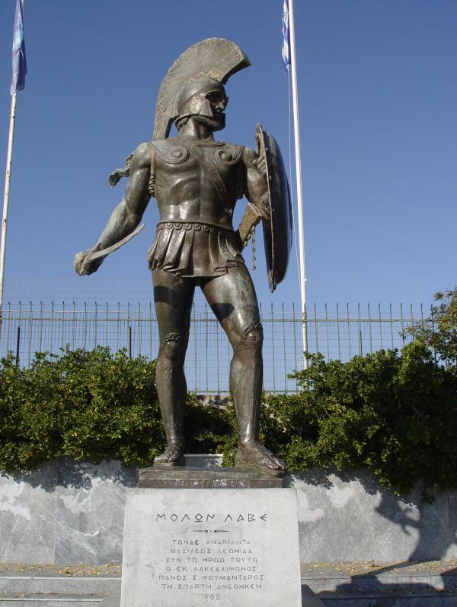 ΜΟΛΩΝ ΛΑΒΕ
ΤΟΝΔΕ ΑΝΔΡΙΑΝΤΑ
ΒΑΣΙΛΕΩΣ ΛΕΩΝΙΔΑ
ΣΥΝ ΤΩ ΗΡΩΩ ΤΟΥΤΩ
Ο ΕΚ ΛΑΚΕΔΑΙΜΟΝΟΣ
ΠΑΝΟΣ Σ. ΚΟΥΜΑΝΤΑΡΟΣ
ΤΗ ΣΠΑΡΤΗ ΑΝΕΘΗΚΕΝ
1968